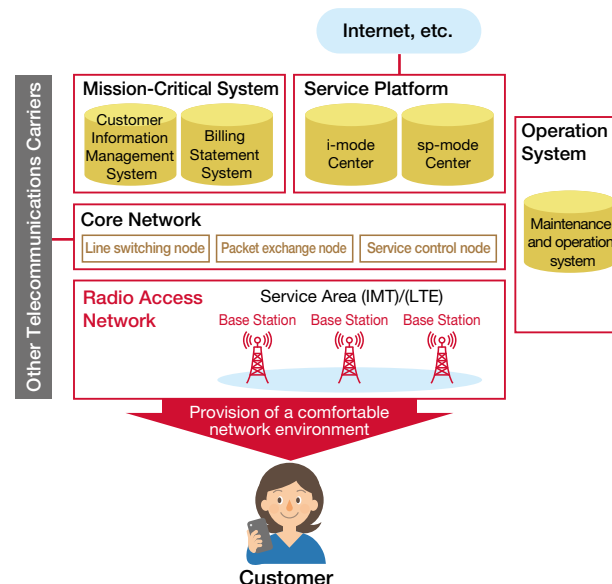 Internet, etc.
Other Telecommunications Carriers
Mission-Critical System
Customer
Information
Management
System
Billing
Statement
System
Service Platform
i-mode
Center
sp-mode
Center
Operation
System
Maintenance
and operation
system
Core Network
Line switching node
Packet exchange node
Service control node
Radio Access
Network
Service Area (IMT)/(LTE)
Base Station
Base Station
Base Station
Provision of a comfortable
network environment
Customer